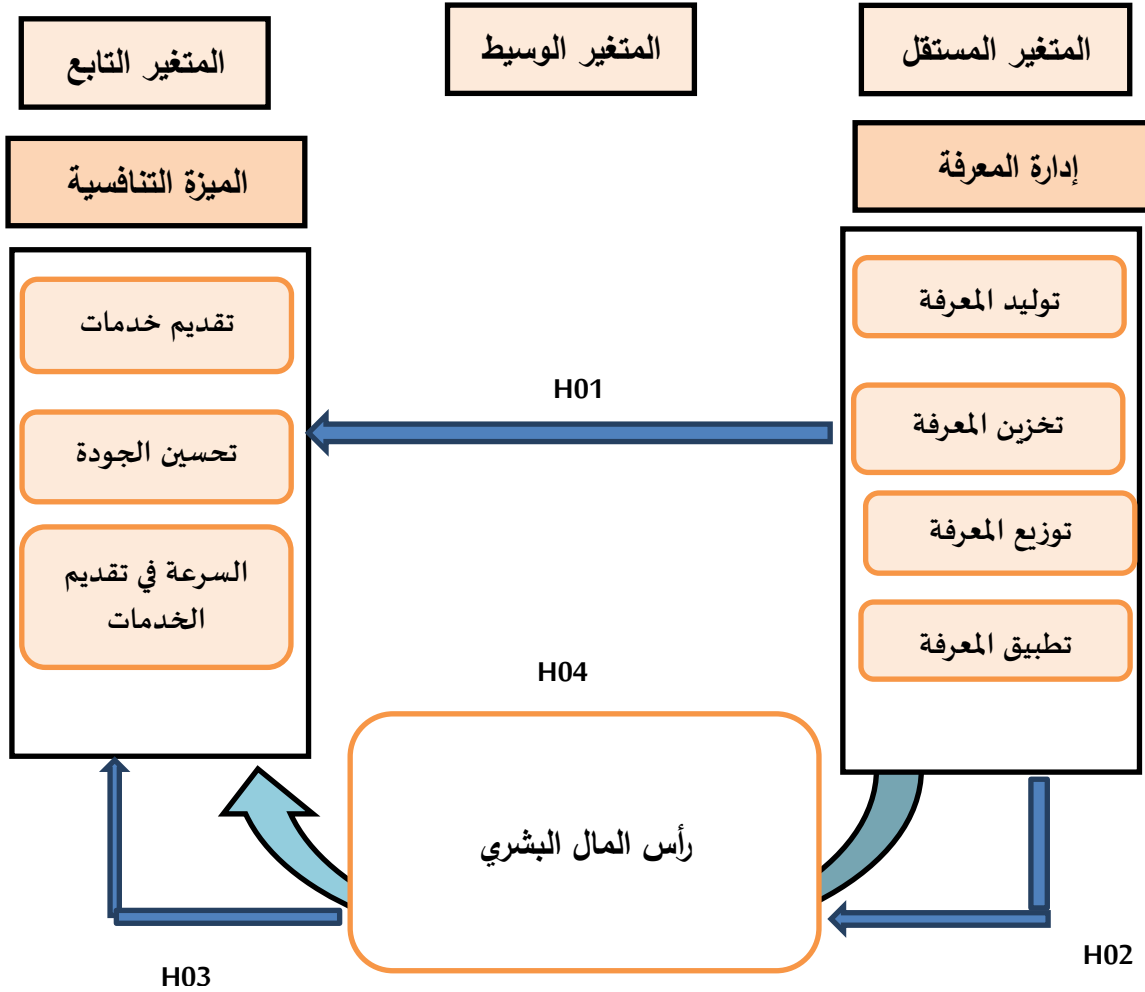 المتغير المستقل
المتغير الوسيط
المتغير التابع
إدارة المعرفة
الميزة التنافسية
توليد المعرفة
تقديم خدمات
H01
تخزين المعرفة
تحسين الجودة
توزيع المعرفة
السرعة في تقديم
الخدمات
تطبيق المعرفة
H04
رأس المال البشري
H02
H03